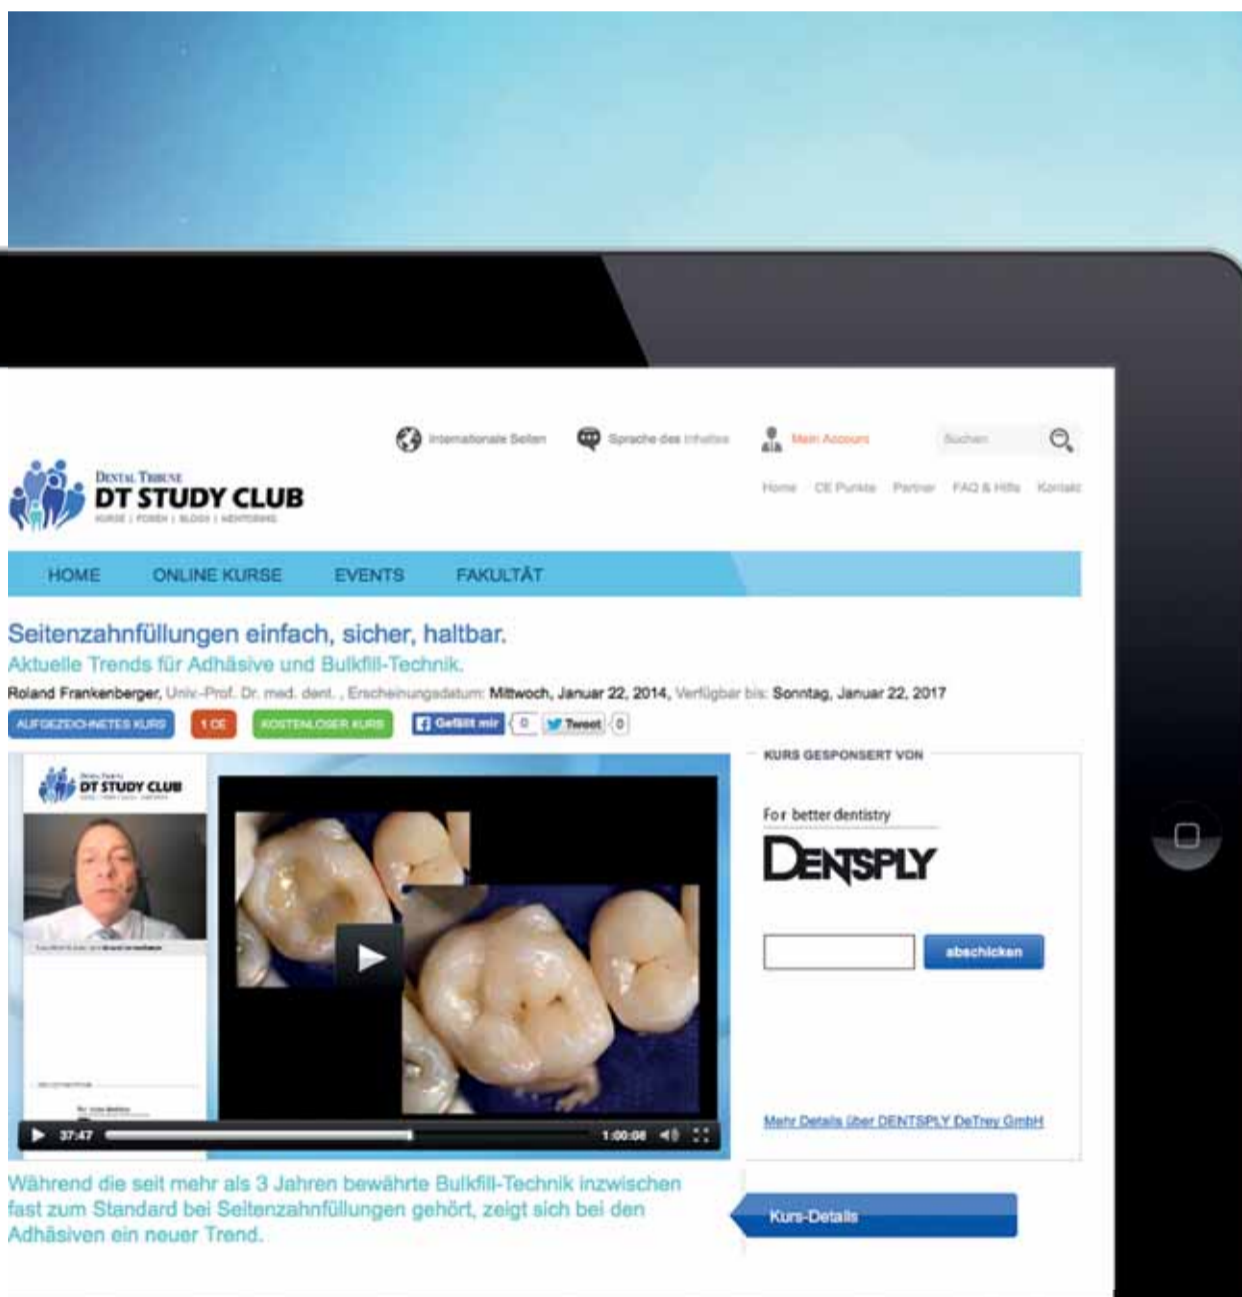 Internationale Seiten
Sprache des Inhaltes
Mein Account
Suchen
DENTAL TRIBUNE
DT STUDY CLUB
KURSE | FOREN | BLOGS | MENTORING
Home CE Punkte Partner FAQ & Hilfe Kontakt
HOME ONLINE KURSE EVENTS FAKULTÄT
Seitenzahnfüllungen einfach, sicher, haltbar.
Aktuelle Trends für Adhäsive und Bulkfill-Technik.
Roland Frankenberger, Univ.-Prof. Dr. med. dent. , Erscheinungsdatum: Mittwoch, Januar 22, 2014, Verfügbar bis: Sonntag, Januar 22, 2017
AUFGEZEICHNETES KURS 1 CE KOSTENLOSER KURS Gefällt mir 0 Tweet 0
DT STUDY CLUB
37:47
1:00:08
KURS GESPONSERT VON
For better dentistry
DENTSPLY
abschicken
Mehr Details über DENTSPLY DeTrey GmbH
Während die seit mehr als 3 Jahren bewährte Bulkfill-Technik inzwischen
fast zum Standard bei Seitenzahnfüllungen gehört, zeigt sich bei den
Adhäsiven ein neuer Trend.
Kurs-Details